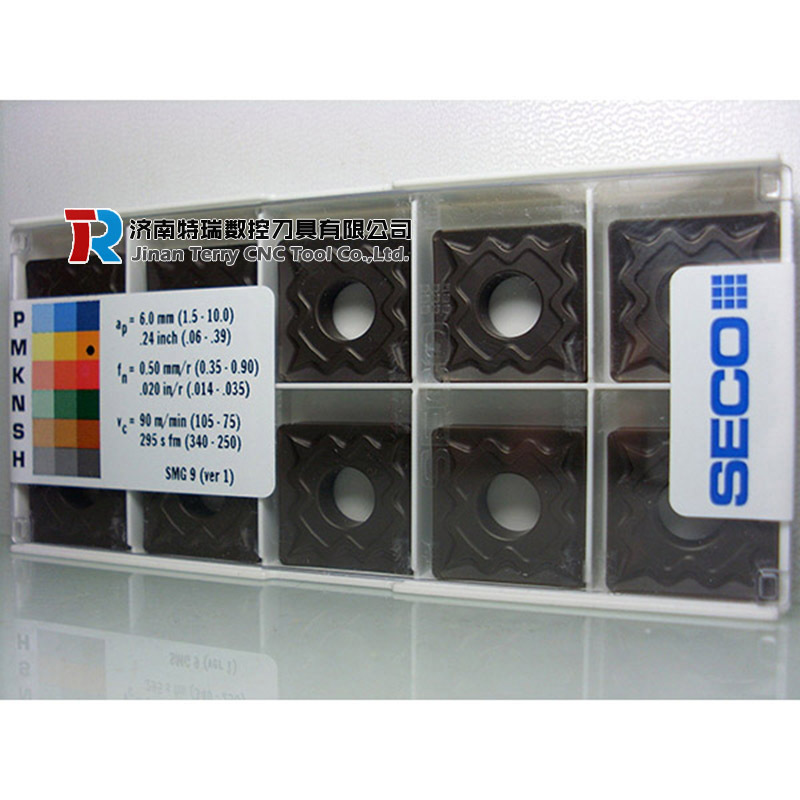 TR
济南特瑞数控刀具有限公司
Jinan Terry CNC Tool Co.,Ltd.
P
M
K
N
S
H
ap = 6.0 mm (1.5 - 10.0)
.24 inch (.06 - .39)
fn = 0.50 mm/r (0.35 - 0.90)
.020 in/r (.014 - .035)
vc = 90 m/min (105 - 75)
295 s fm (340 - 250)
SMG 9 (ver 1)
SECO